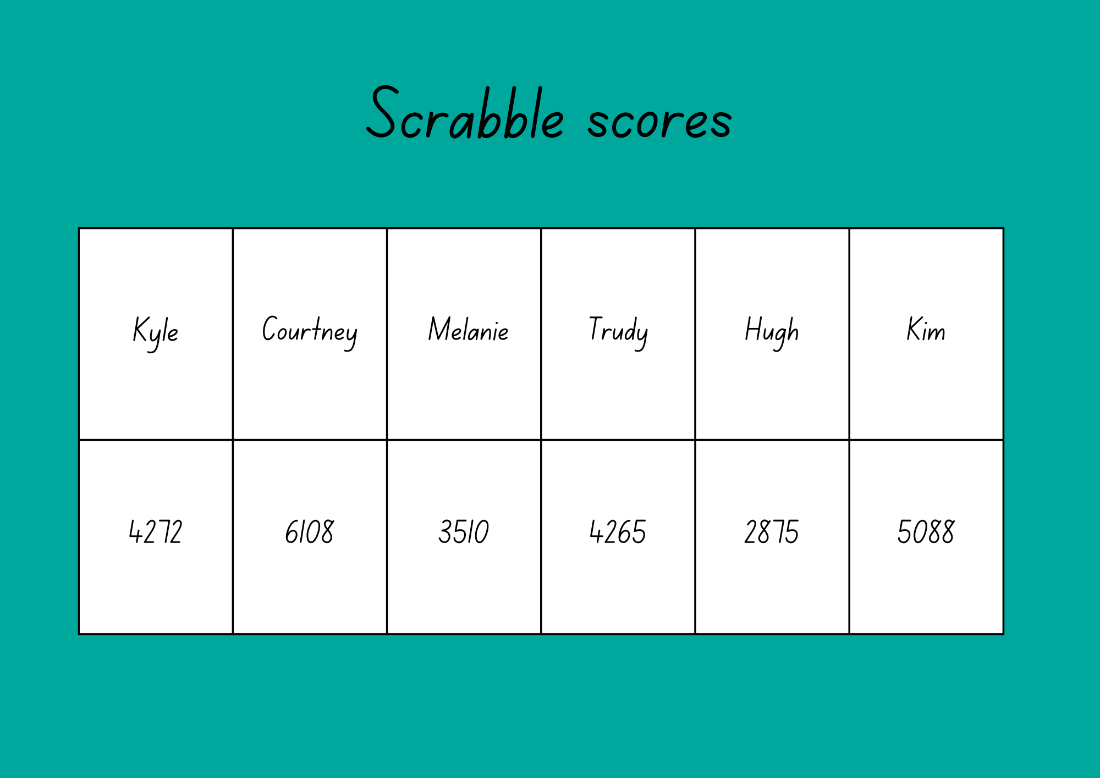 Scrabble scores
Kyle Courtney Melanie Trudy Hugh Kim
4272 6108 3510 4265 2875 5088